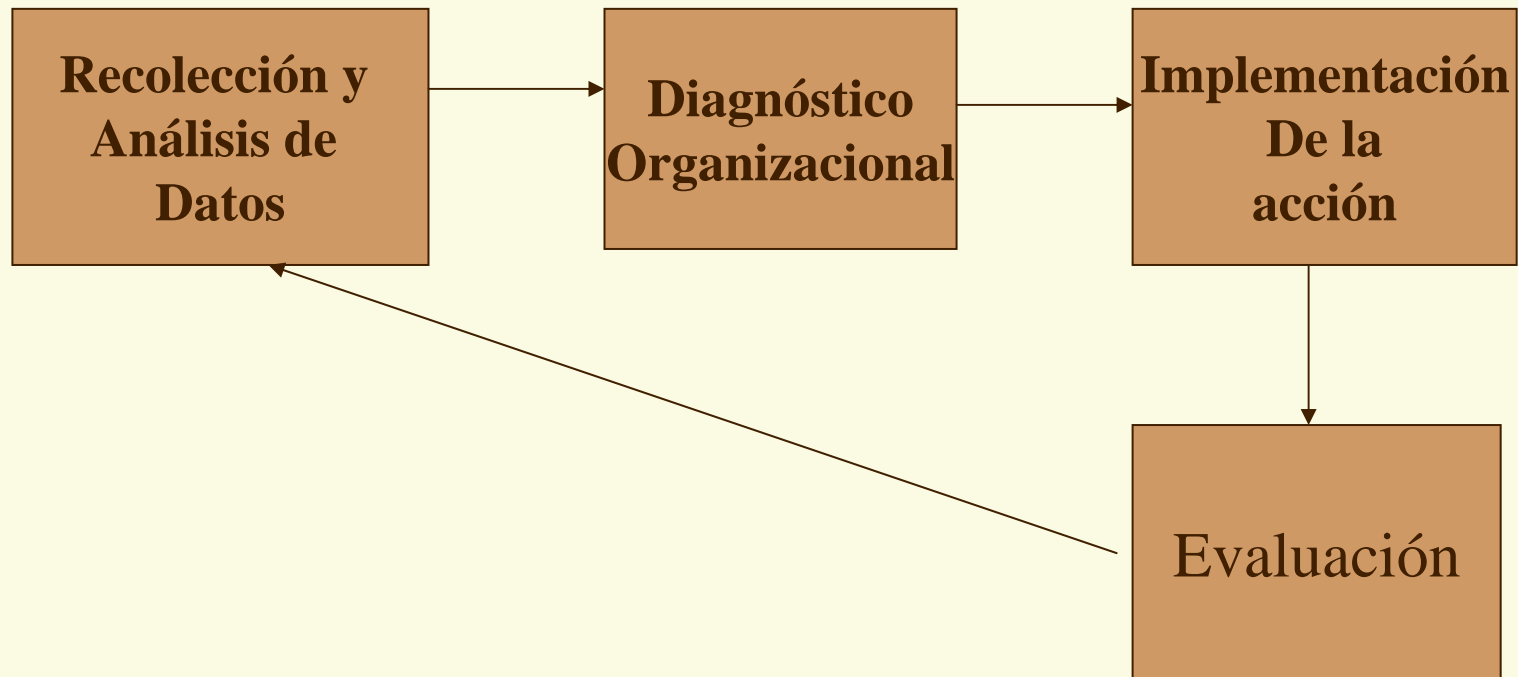 Recolección y
Análisis de
Datos
Diagnóstico
Organizacional
Implementación
De la
acción
Evaluación